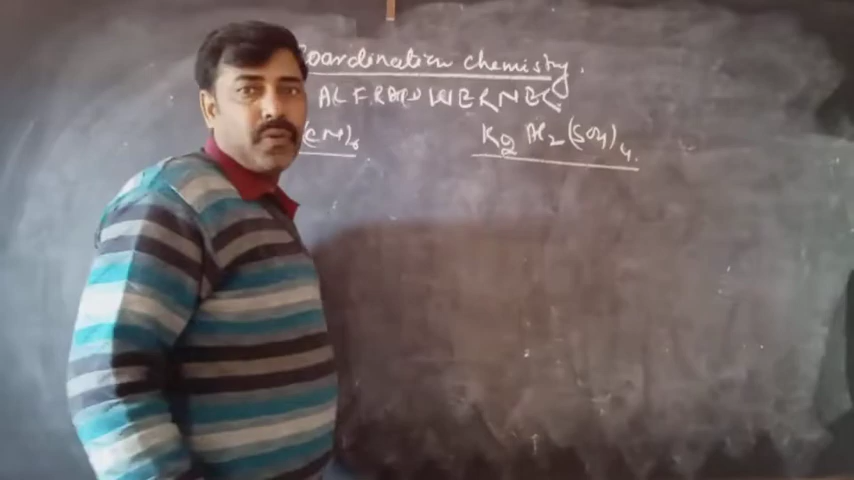 Coordination chemistry.
ALFRED WERNER
(CN)6 K2 Al2(SO4)4.